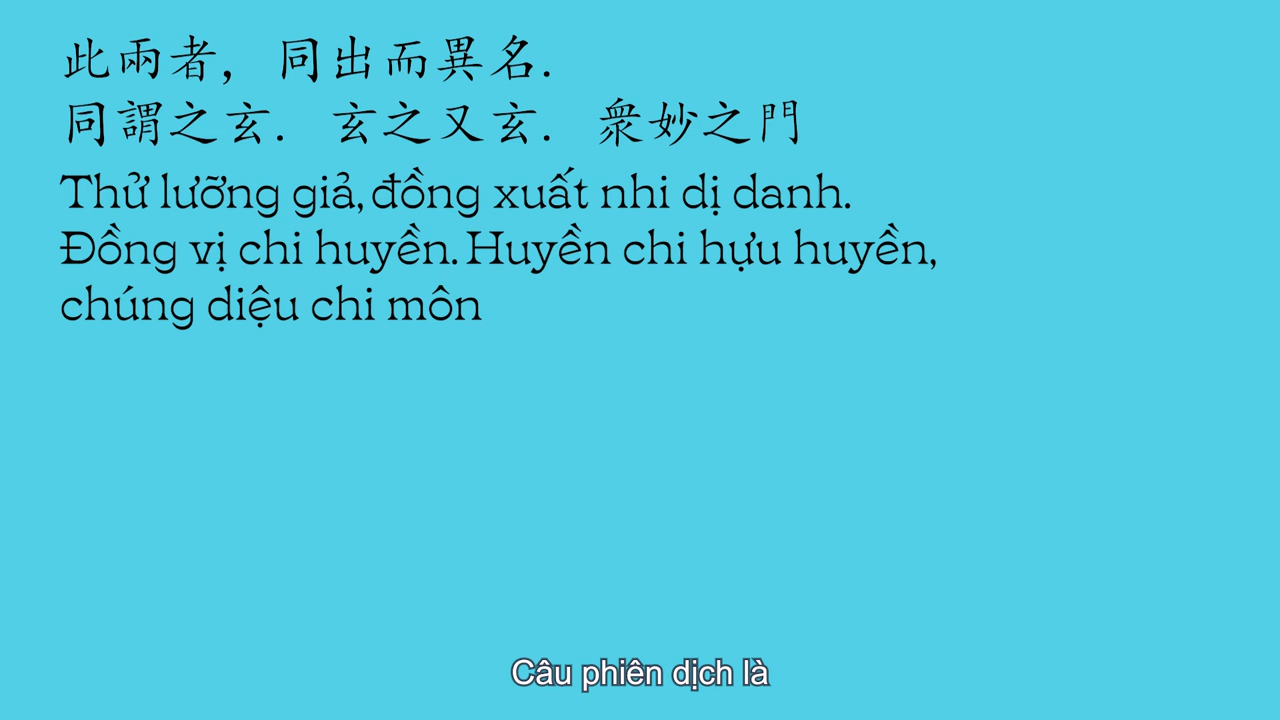 此兩者，同出而異名.
同謂之玄. 玄之又玄. 衆妙之門
Thử lưỡng giả, đồng xuất nhi dị danh.
Đồng vị chi huyền. Huyền chi hựu huyền,
chúng diệu chi môn
Câu phiên dịch là